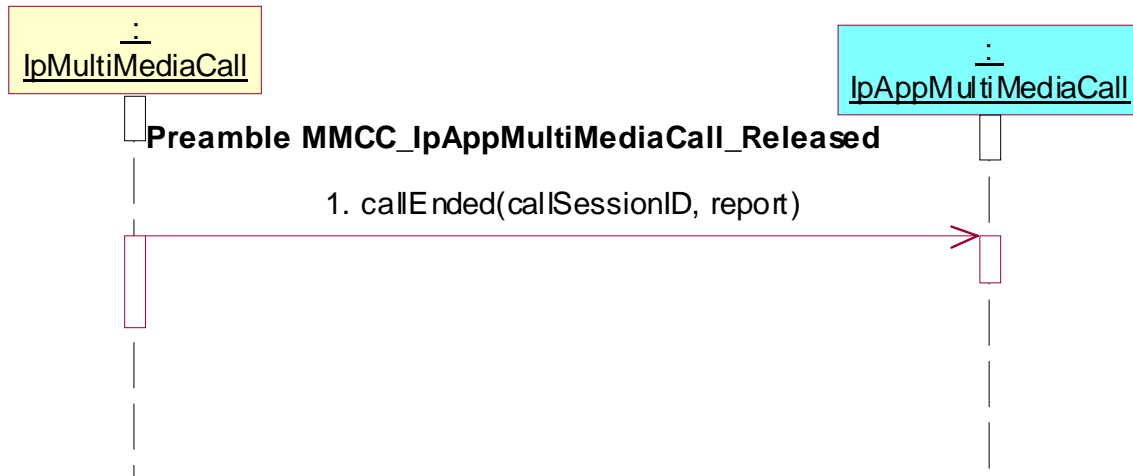 :
IpMultiMediaCall
:
IpAppMultiMediaCall
Preamble MMCC_IpAppMultiMediaCall_Released
1. callEnded(callSessionID, report)